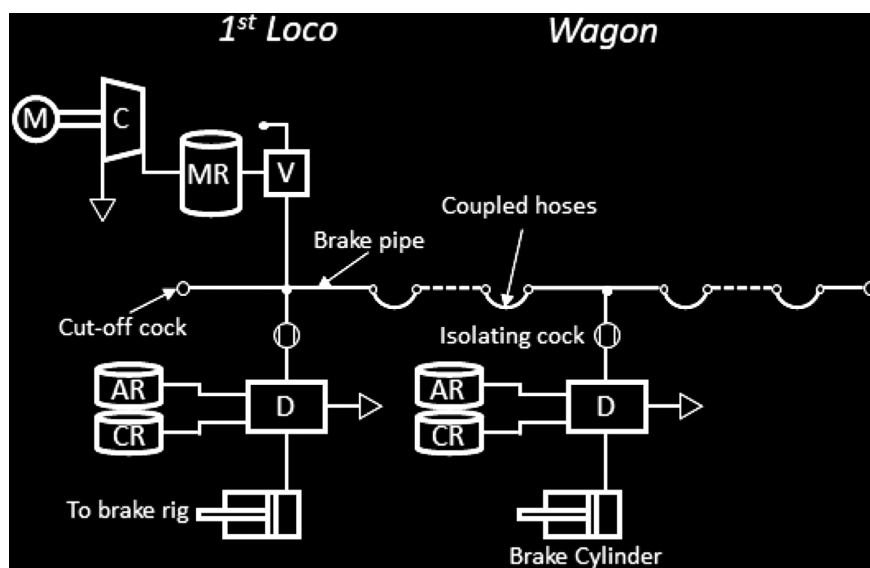 1st Loco
Wagon
M
C
MR
V
Coupled hoses
Brake pipe
Cut-off cock
Isolating cock
AR
CR
D
AR
CR
D
To brake rig
Brake Cylinder